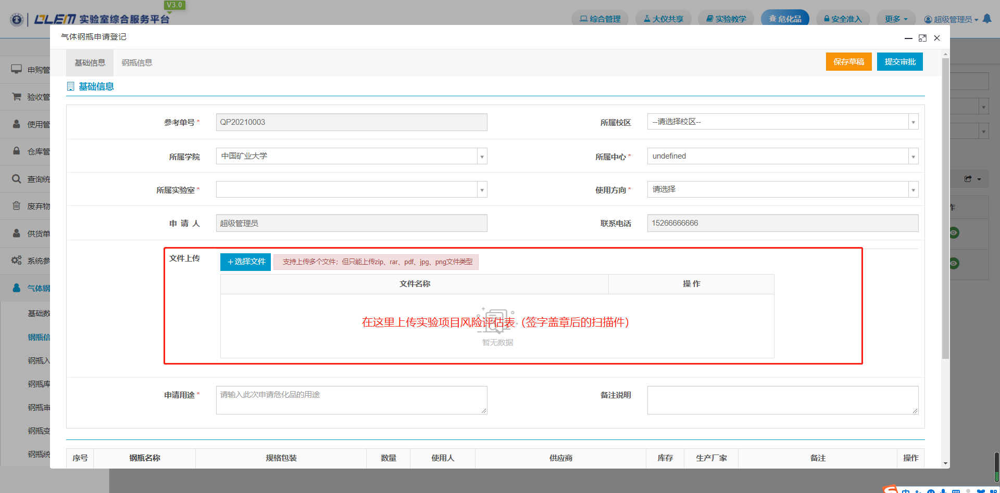 V3.0
OLEM 实验室综合服务平台
综合管理
大仪共享
实验教学
危化品
安全准入
更多
超级管理员
气体钢瓶申请登记
基础信息
钢瓶信息
保存草稿
提交审批
申购管
验收管
使用管
仓库管
查询统
废弃物
供货单
系统参
气体钢
基础数
钢瓶信
钢瓶入
钢瓶库
钢瓶审
钢瓶变
钢瓶统
基础信息
参考单号 *
QP20210003
所属校区
--请选择校区--
所属学院
中国矿业大学
所属中心 *
undefined
所属实验室 *
使用方向 *
请选择
申 请 人
超级管理员
联系电话
15266666666
文件上传
+选择文件
支持上传多个文件；但只能上传zip、rar、pdf、jpg、png文件类型
文件名称
操 作
在这里上传实验项目风险评估表（签字盖章后的扫描件）
暂无数据
申请用途 *
请输入此次申请危化品的用途
备注说明
序号
钢瓶名称
规格包装
数量
使用人
供应商
库存
生产厂家
备注
操作
作
中